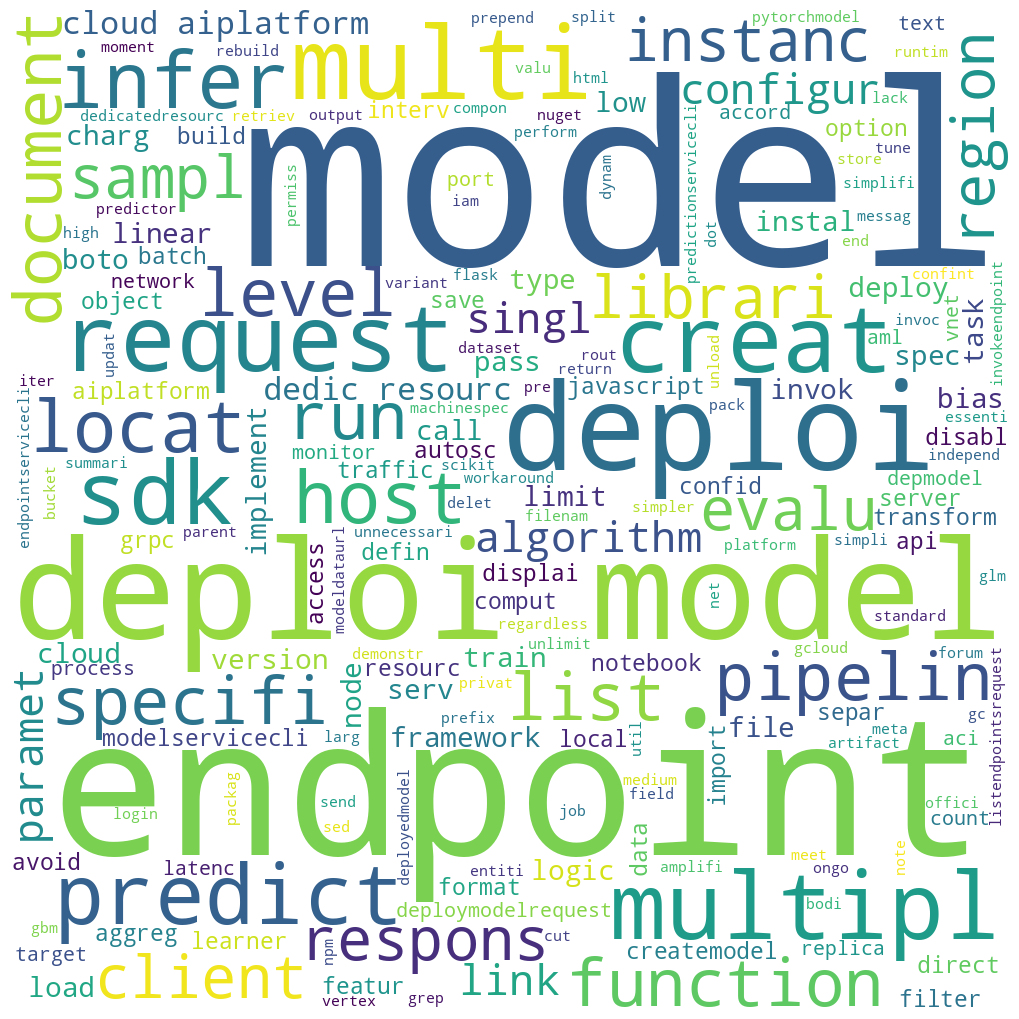 cloud aiplatform
prepend
split
pytorchmodel
text
moment
rebuild
multi
instanc
runtim
document
infer
valu
html
configur
region
lack
dedicatedresourc
retriev
output
interv
compon
nuget
low
accord
charg
build
model
perform
option
tune
sampl
permiss
port
iam
dynam
predictionservicecli
store
simplifi
predictor
high
linear
instal
messag
dot
end
boto
batch
network
level
variant
flask
type
librari
deploy
confint
invokeendpoint
object
save
singl
vnet
invoc
task
updat
request
dataset
pass
rout
return
creat
unload
aml
spec
iter
aiplatform
dedic resourc
pre
javascript
invok
bias
endpointservicecli
locat
implement
run
machinespec
call
deploi
pack
essenti
disabl
summari
monitor
autosc
traffic
scikit
workaround
independ
bucket
sdk
host
delet
limit
filenam
confid
simpler
depmodel
server
evalu
transform
grpc
parent
unnecessari
defin
algorithm
platform
simpli
api
deploi model
access
modeldataurl
displai
comput
net
glm
regardless
standard
cloud
process
version
demonstr
resourc
train
unlimit
notebook
gcloud
forum
listendpointsrequest
paramet
specifi
node
serv
privat
list
pipelin
modelservicecli
larg
framework
prefix
local
util
import
file
separ
gc
meta
artifact
aci
endpoint
login
packag
send
sed
deployedmodel
medium
field
job
offici
count
avoid
latenc
entiti
logic
data
amplifi
meet
ongo
note
predict
format
deploymodelrequest
multipl
bodi
gbm
aggreg
learner
respons
cut
target
npm
createmodel
replica
load
client
featur
link
function
direct
vertex
grep
filter